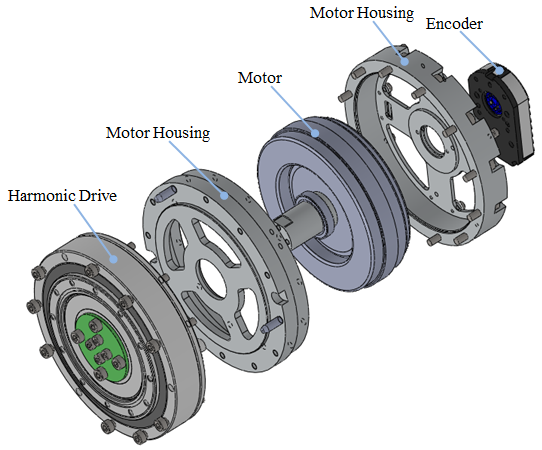 Motor Housing
Encoder
Motor
Motor Housing
Harmonic Drive